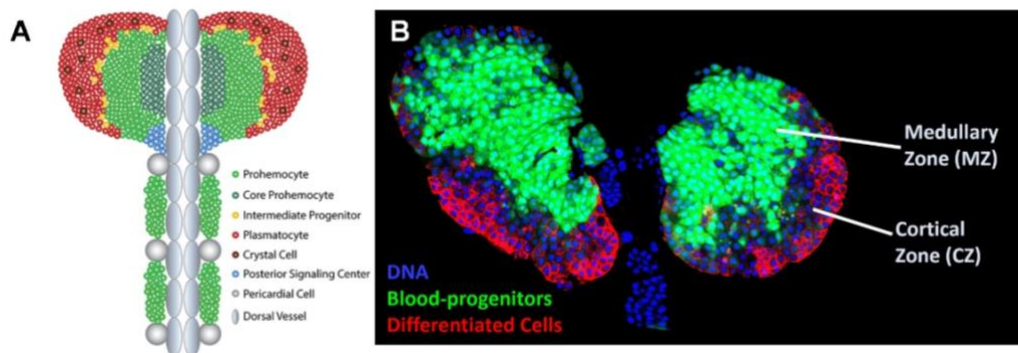 A
Prohemocyte
Core Prohemocyte
Intermediate Progenitor
Plasmatocyte
Crystal Cell
Posterior Signaling Center
Pericardial Cell
Dorsal Vessel
B
Medullary
Zone (MZ)
Cortical
Zone (CZ)
DNA
Blood-progenitors
Differentiated Cells